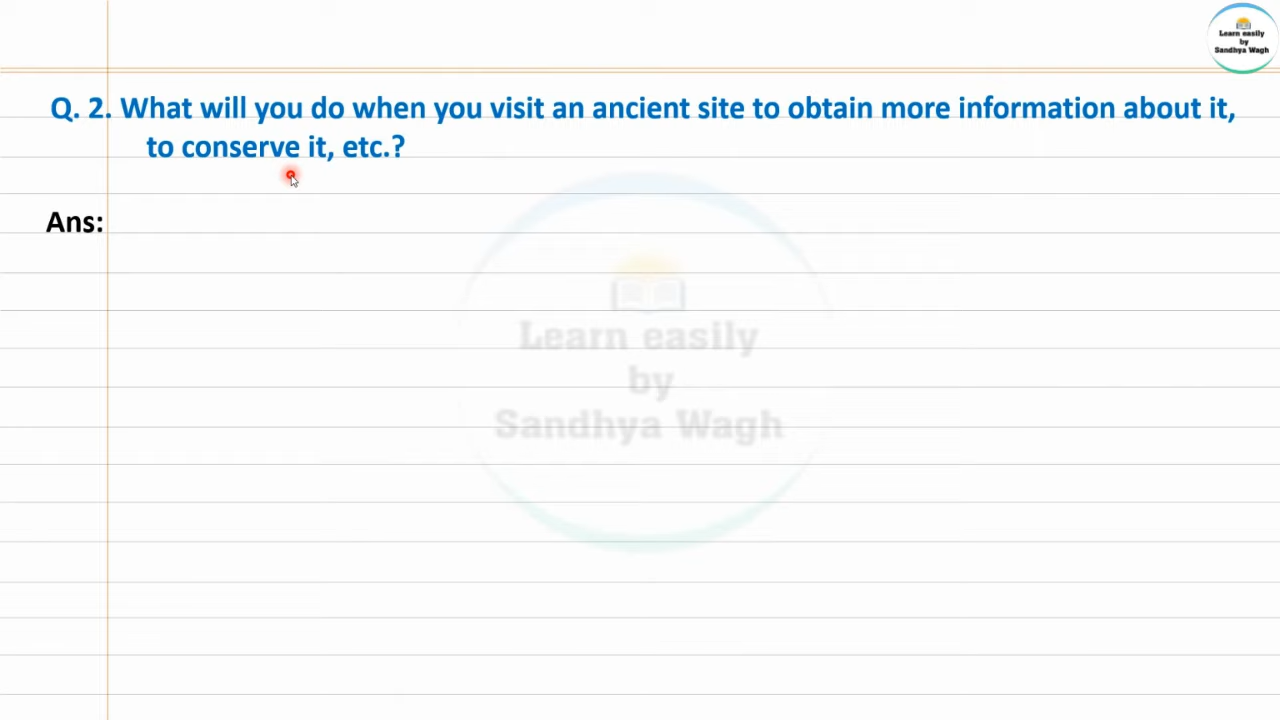 Learn easily
by
Sandhya Wagh
Q. 2. What will you do when you visit an ancient site to obtain more information about it,
to conserve it, etc.?
Ans:
Learn easily
by
Sandhya Wagh